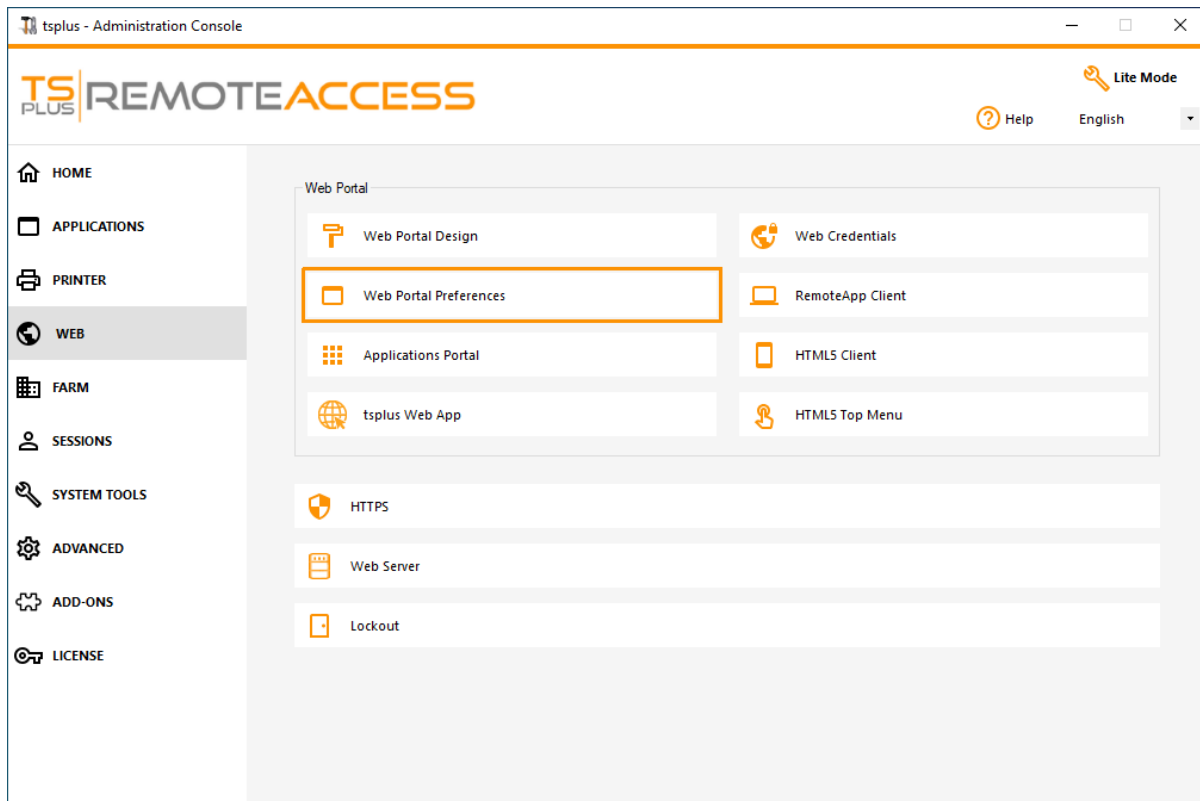 tsplus - Administration Console
TS PLUS REMOTEACCESS
Lite Mode
Help
English
HOME
APPLICATIONS
PRINTER
WEB
FARM
SESSIONS
SYSTEM TOOLS
ADVANCED
ADD-ONS
LICENSE
Web Portal
Web Portal Design
Web Credentials
Web Portal Preferences
RemoteApp Client
Applications Portal
HTML5 Client
tsplus Web App
HTML5 Top Menu
HTTPS
Web Server
Lockout